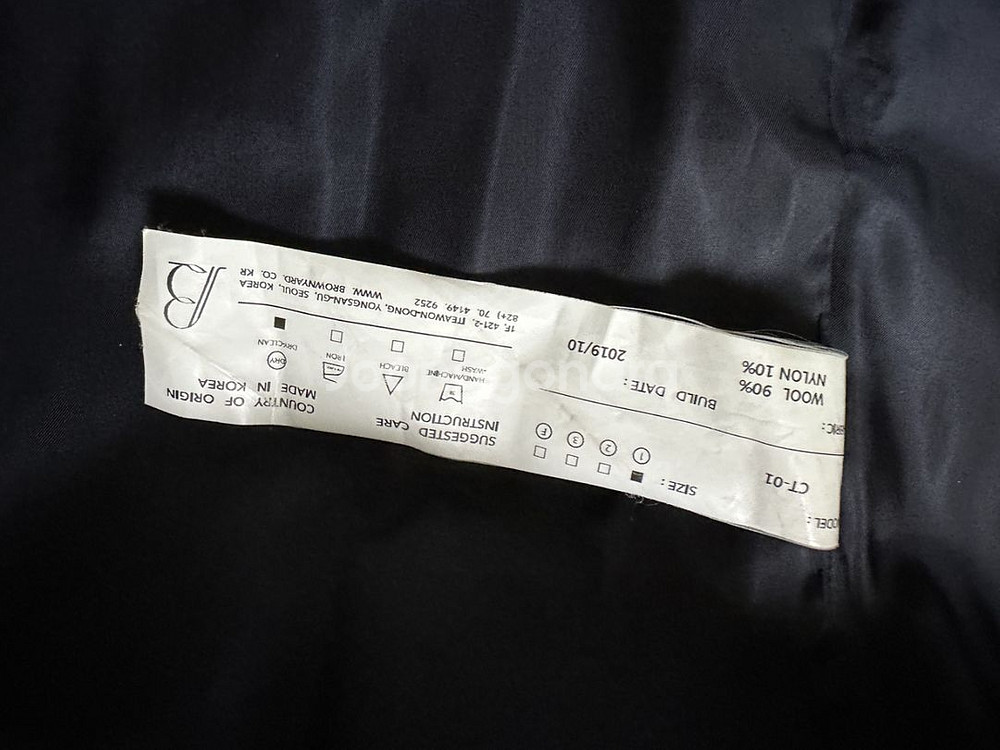 MODEL:
CT-01
SIZE:
1 2 3 F
FABRIC:
WOOL 90%
NYLON 10%
BUILD DATE:
2019/10
SUGGESTED CARE
INSTRUCTION
HAND/MACHINE
WASH
BLEACH
IRON
DRY
DRYCLEAN
COUNTRY OF ORIGIN
MADE IN KOREA
1F, 421-2, ITEAWON-DONG, YONGSAN-GU, SEOUL, KOREA
82+) 70. 4149. 9252
WWW. BROWNYARD. CO. KR
B